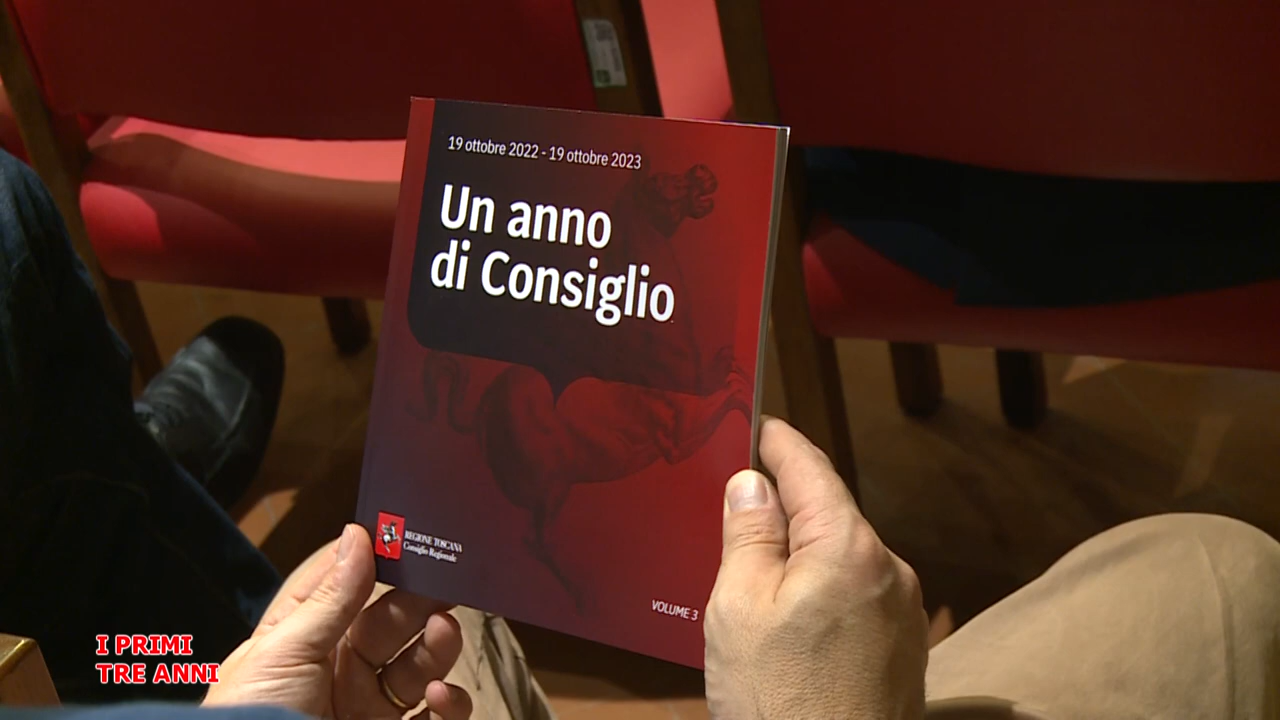 19 ottobre 2022 - 19 ottobre 2023
Un anno
di Consiglio
REGIONE TOSCANA
Consiglio Regionale
VOLUME 3
I PRIMI
TRE ANNI